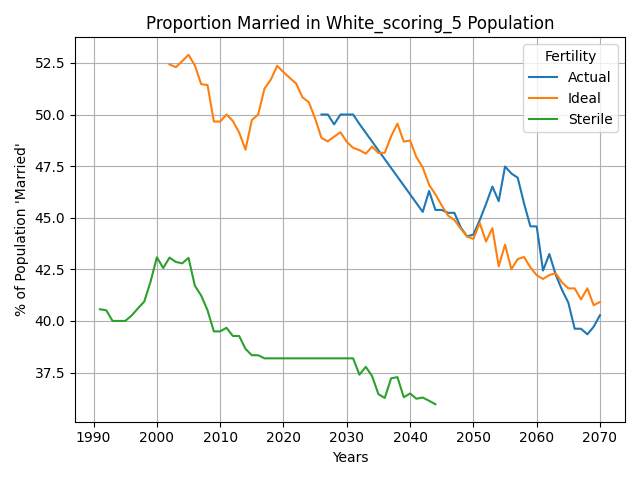 Proportion Married in White_scoring_5 Population
% of Population 'Married'
52.5
50.0
47.5
45.0
42.5
40.0
37.5
Fertility
Actual
Ideal
Sterile
1990 2000 2010 2020 2030 2040 2050 2060 2070
Years